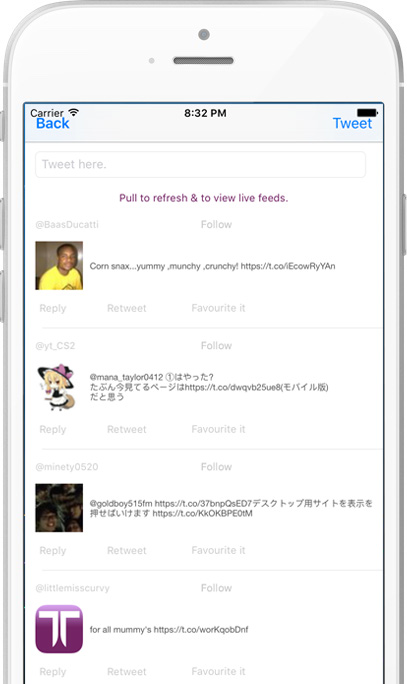 Carrier 8:32 PM
Back Tweet
Tweet here.
Pull to refresh & to view live feeds.
@BaasDucatti Follow
Corn snax...yummy ,munchy ,crunchy! https://t.co/iEcowRyYAn
Reply Retweet Favourite it
@yt_CS2 Follow
@mana_taylor0412 ①はやった?
たぶん今見てるページはhttps://t.co/dwqvb25ue8(モバイル版)
だと思う
Reply Retweet Favourite it
@minety0520 Follow
@goldboy515fm https://t.co/37bnpQsED7デスクトップ用サイトを表示を
押せばいけます https://t.co/KkOKBPE0tM
Reply Retweet Favourite it
@littlemisscurvy Follow
for all mummy's https://t.co/worKqobDnf
Reply Retweet Favourite it